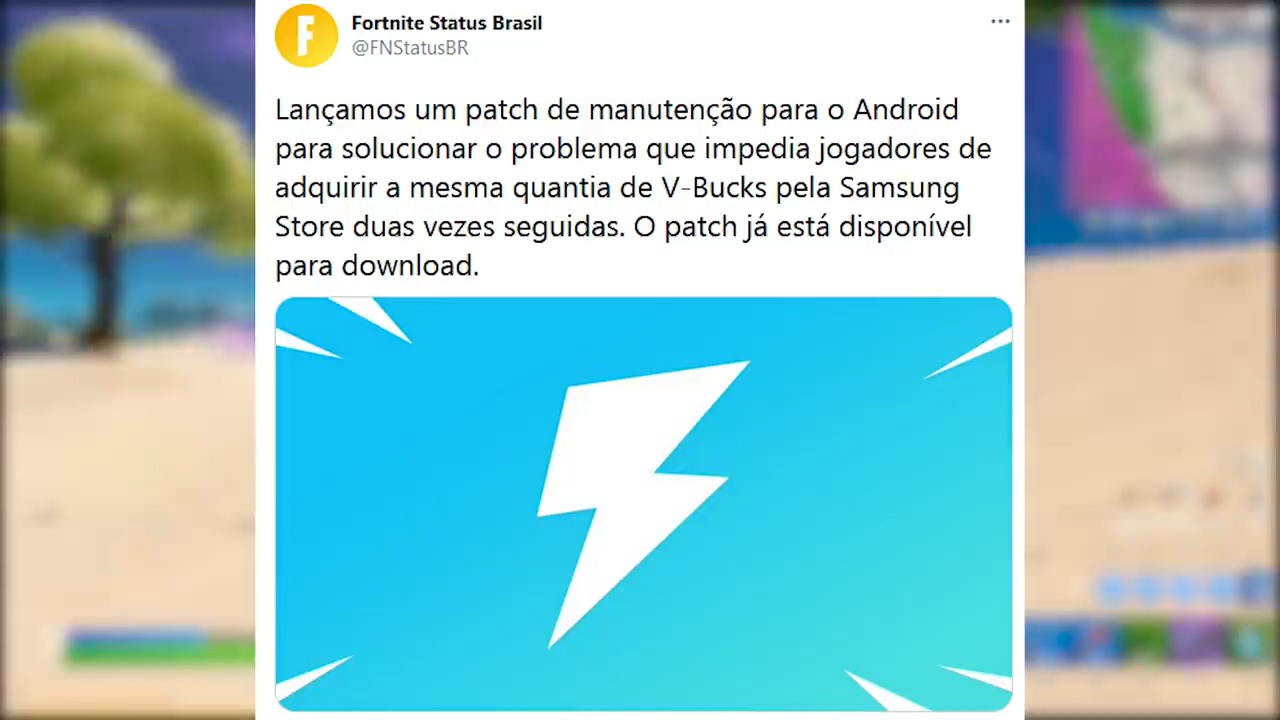 Fortnite Status Brasil
@FNStatusBR
Lançamos um patch de manutenção para o Android
para solucionar o problema que impedia jogadores de
adquirir a mesma quantia de V-Bucks pela Samsung
Store duas vezes seguidas. O patch já está disponível
para download.